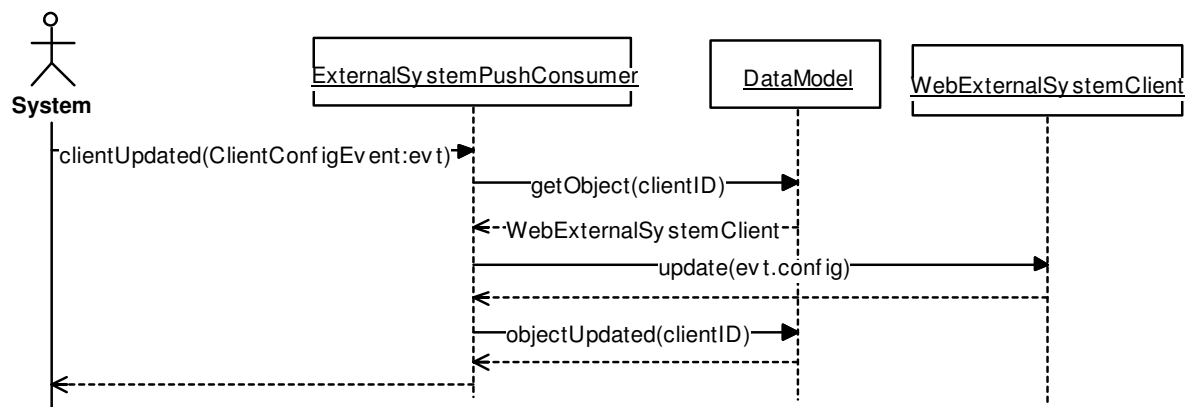 ExternalSystemPushConsumer
DataModel
WebExternalSystemClient
System
clientUpdated(ClientConfigEvent:evt)
getObject(clientID)
WebExternalSystemClient
update(evt.config)
objectUpdated(clientID)